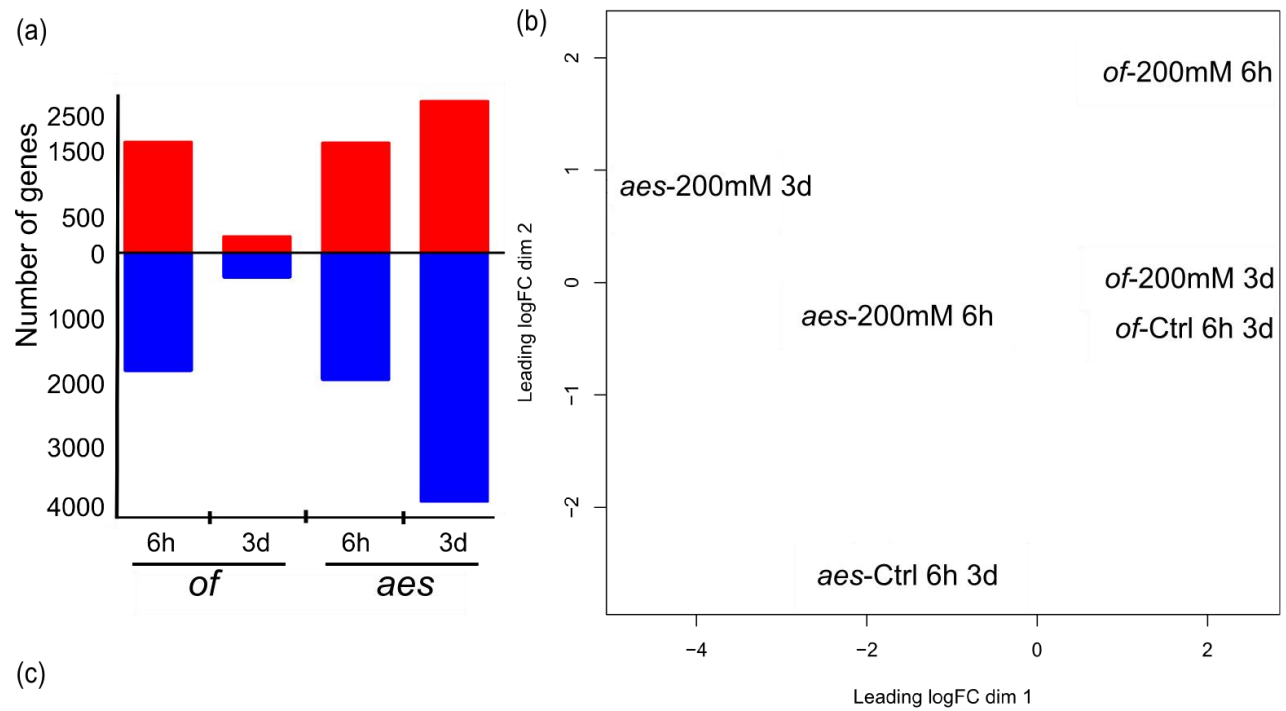 (a)
Number of genes
2500
1500
500
0
1000
2000
3000
4000
6h 3d 6h 3d
of aes
(b)
Leading logFC dim 2
2
1
0
−1
−2
of-200mM 6h
aes-200mM 3d
of-200mM 3d
aes-200mM 6h
of-Ctrl 6h 3d
aes-Ctrl 6h 3d
−4 −2 0 2
Leading logFC dim 1
(c)